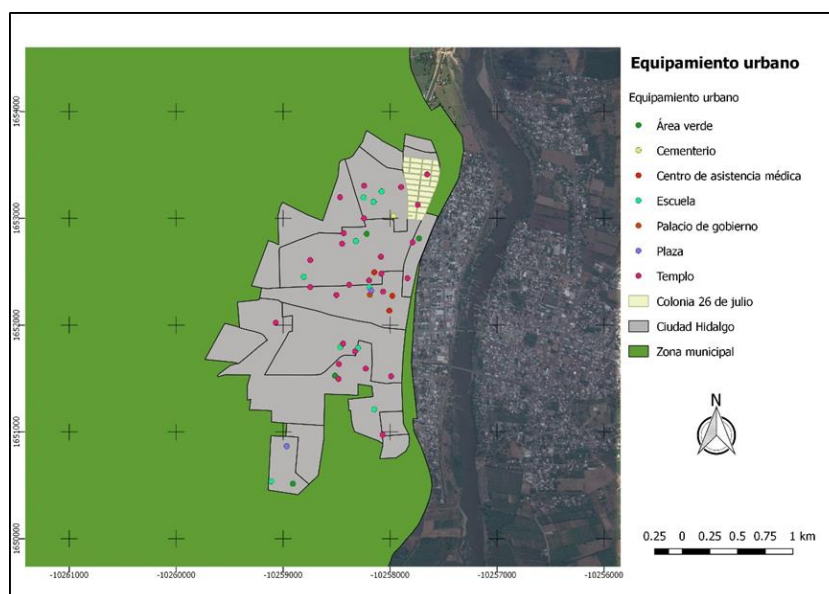 Equipamiento urbano
Equipamiento urbano
Área verde
Cementerio
Centro de asistencia médica
Escuela
Palacio de gobierno
Plaza
Templo
Colonia 26 de julio
Ciudad Hidalgo
Zona municipal
N
0.25 0 0.25 0.5 0.75 1 km
1654000
1653000
1652000
1651000
1650000
-10261000 -10260000 -10259000 -10258000 -10257000 -10256000